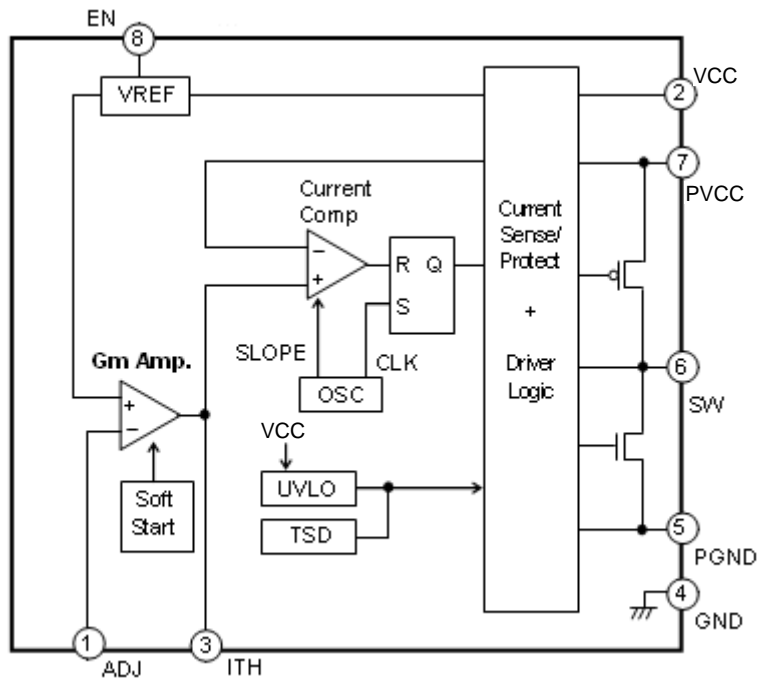 EN
8
VREF
VCC
2
7
PVCC
Current
Comp
−
+
R Q
S
Current
Sense/
Protect
+
Driver
Logic
SLOPE
CLK
OSC
Gm Amp.
+
−
6
SW
VCC
UVLO
TSD
Soft
Start
5
PGND
4
GND
1
ADJ
3
ITH